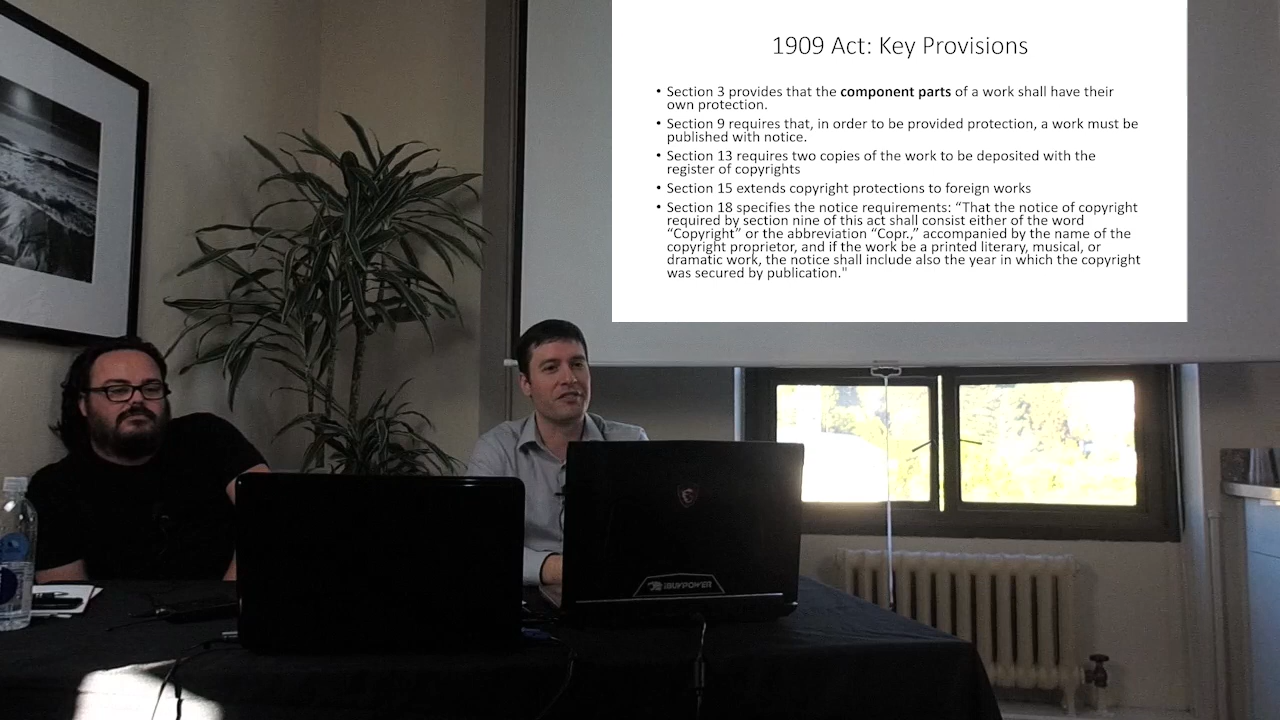 1909 Act: Key Provisions
• Section 3 provides that the component parts of a work shall have their
own protection.
• Section 9 requires that, in order to be provided protection, a work must be
published with notice.
• Section 13 requires two copies of the work to be deposited with the
register of copyrights
• Section 15 extends copyright protections to foreign works
• Section 18 specifies the notice requirements: “That the notice of copyright
required by section nine of this act shall consist either of the word
“Copyright” or the abbreviation “Copr.,” accompanied by the name of the
copyright proprietor, and if the work be a printed literary, musical, or
dramatic work, the notice shall include also the year in which the copyright
was secured by publication."
iBUYPOWER